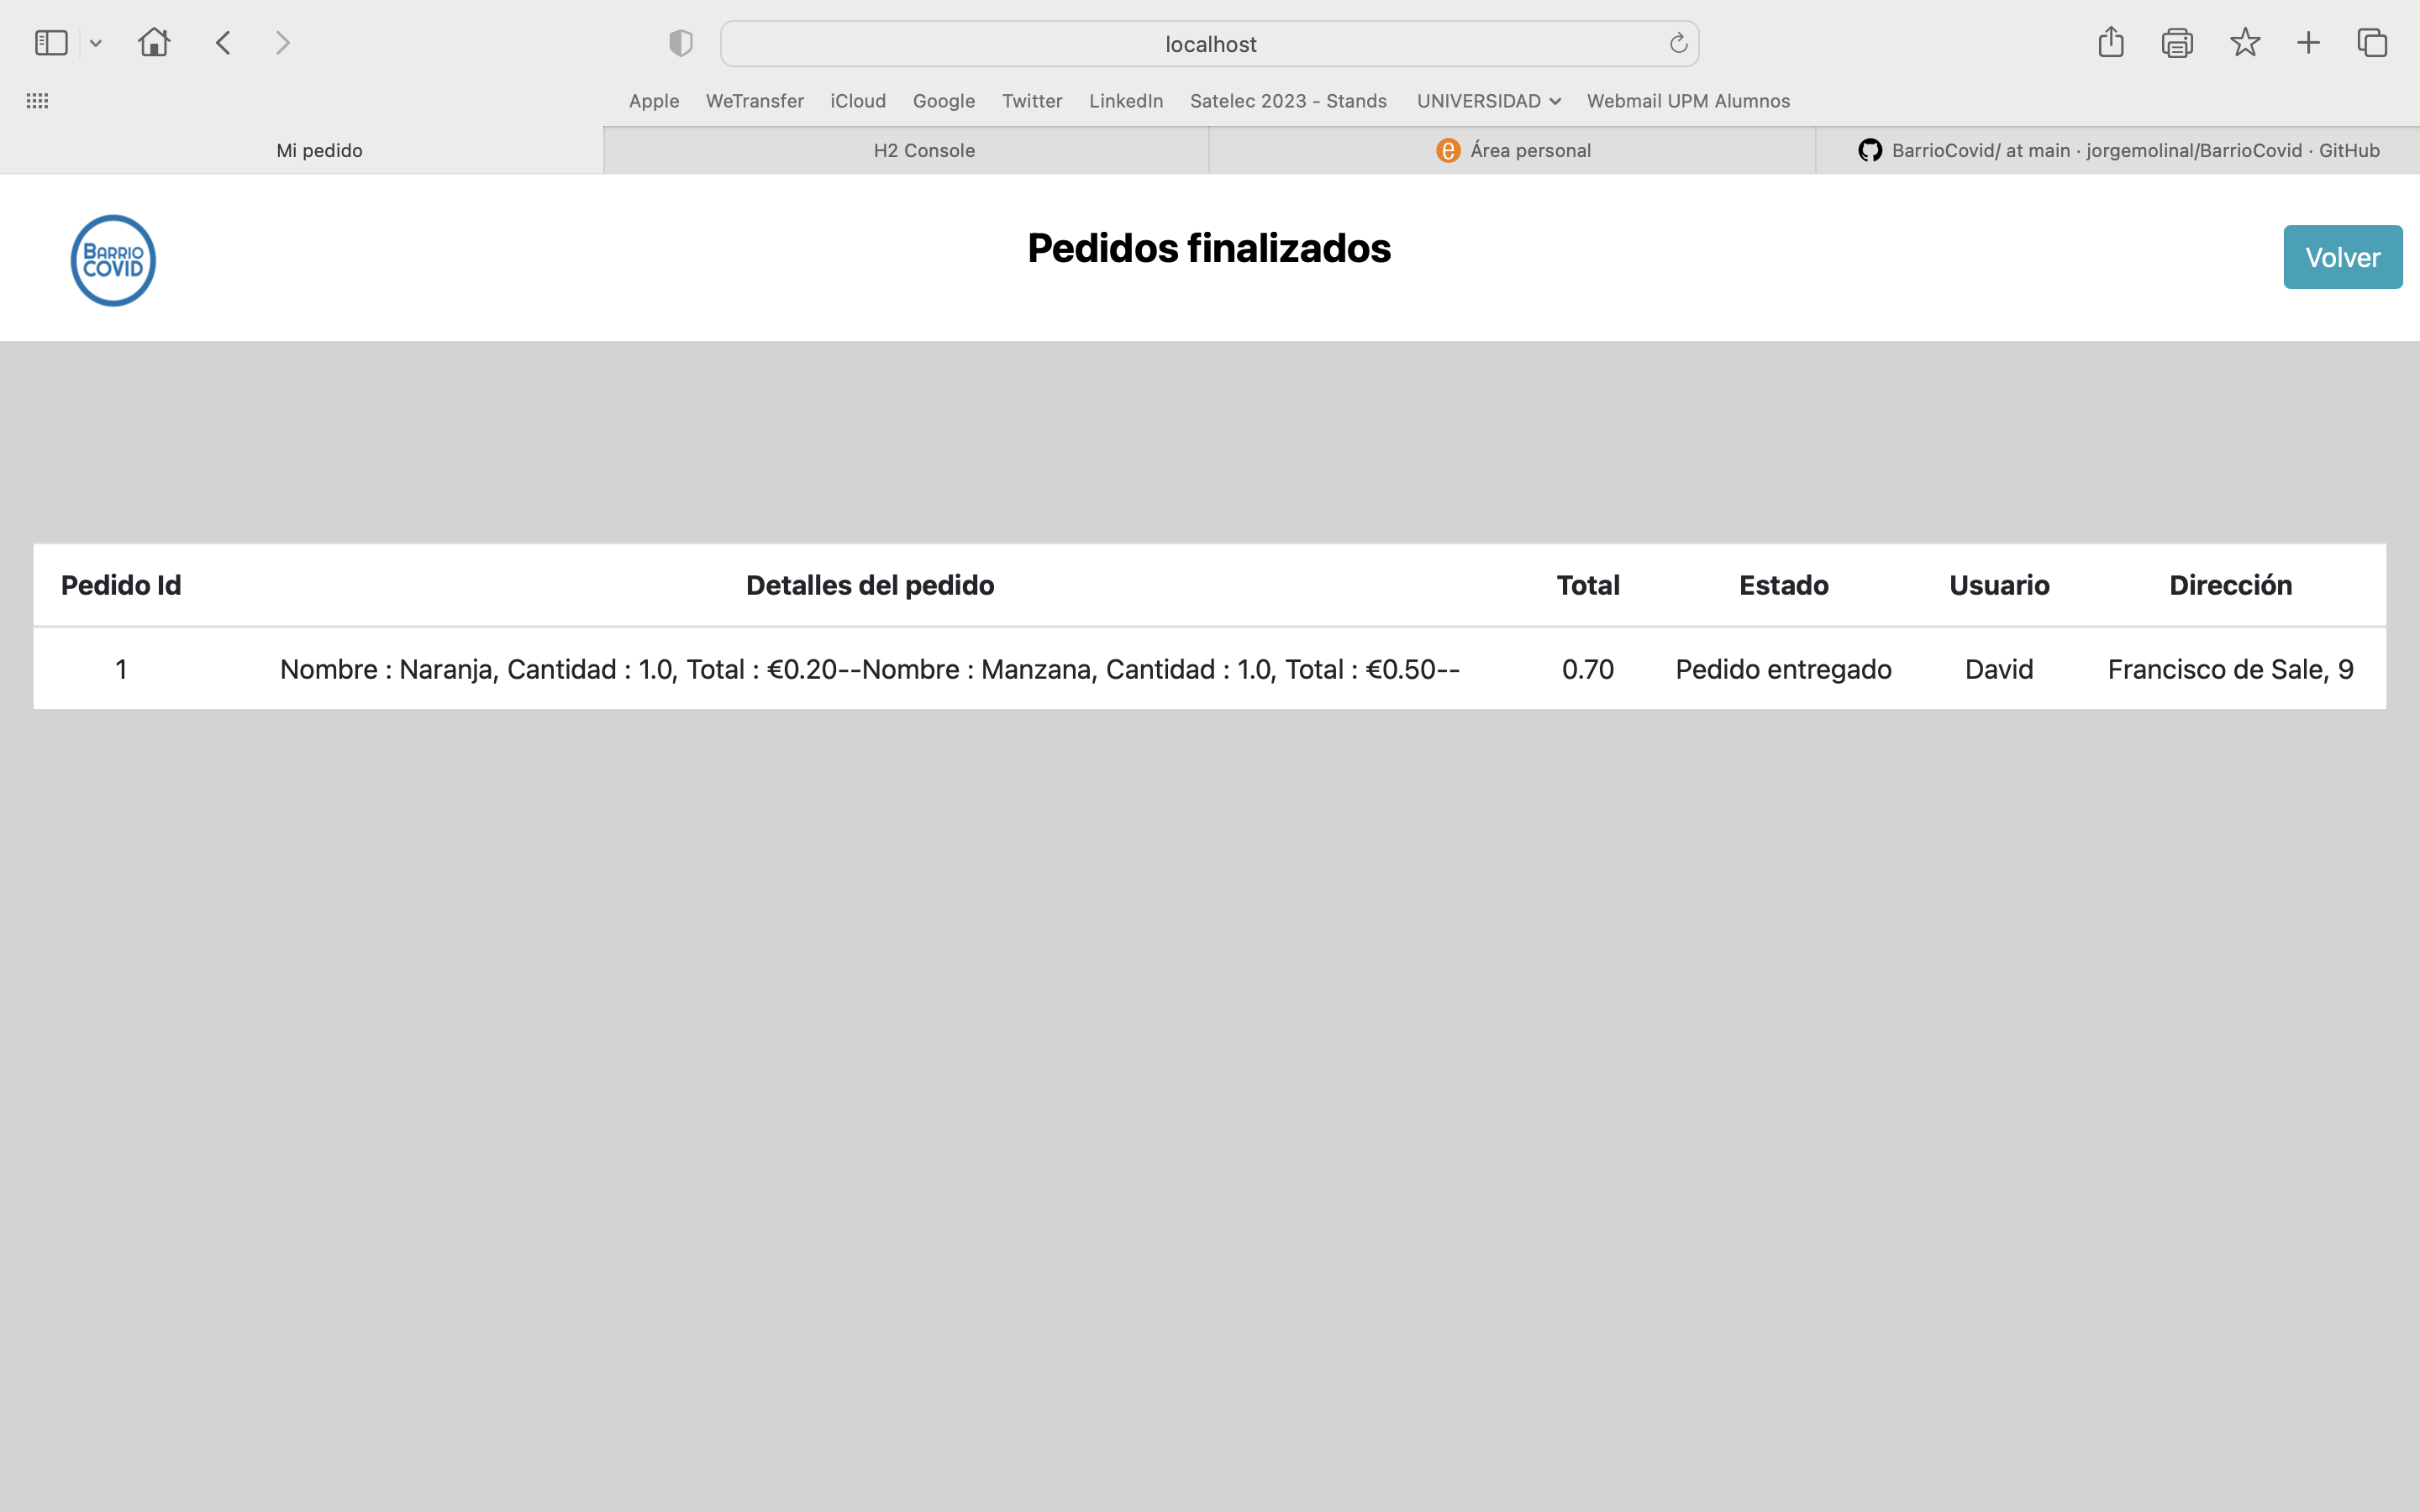 localhost
Apple WeTransfer iCloud Google Twitter LinkedIn Satelec 2023 - Stands UNIVERSIDAD Webmail UPM Alumnos
Mi pedido H2 Console Área personal BarrioCovid/ at main · jorgemolinal/BarrioCovid · GitHub
BARRIO
COVID
Pedidos finalizados
Volver
Pedido Id Detalles del pedido Total Estado Usuario Dirección
1 Nombre : Naranja, Cantidad : 1.0, Total : €0.20--Nombre : Manzana, Cantidad : 1.0, Total : €0.50-- 0.70 Pedido entregado David Francisco de Sale, 9